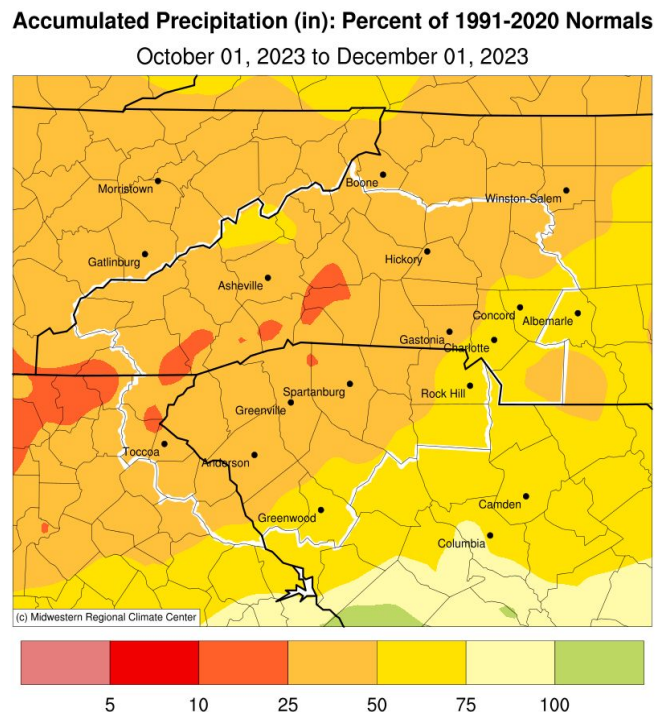 Accumulated Precipitation (in): Percent of 1991-2020 Normals
October 01, 2023 to December 01, 2023
Boone
Morristown
Winston-Salem
Hickory
Gatlinburg
Asheville
Concord
Albemarle
Gastonia
Charlotte
Spartanburg
Rock Hill
Greenville
Toccoa
Anderson
Camden
Greenwood
Columbia
(c) Midwestern Regional Climate Center
5 10 25 50 75 100